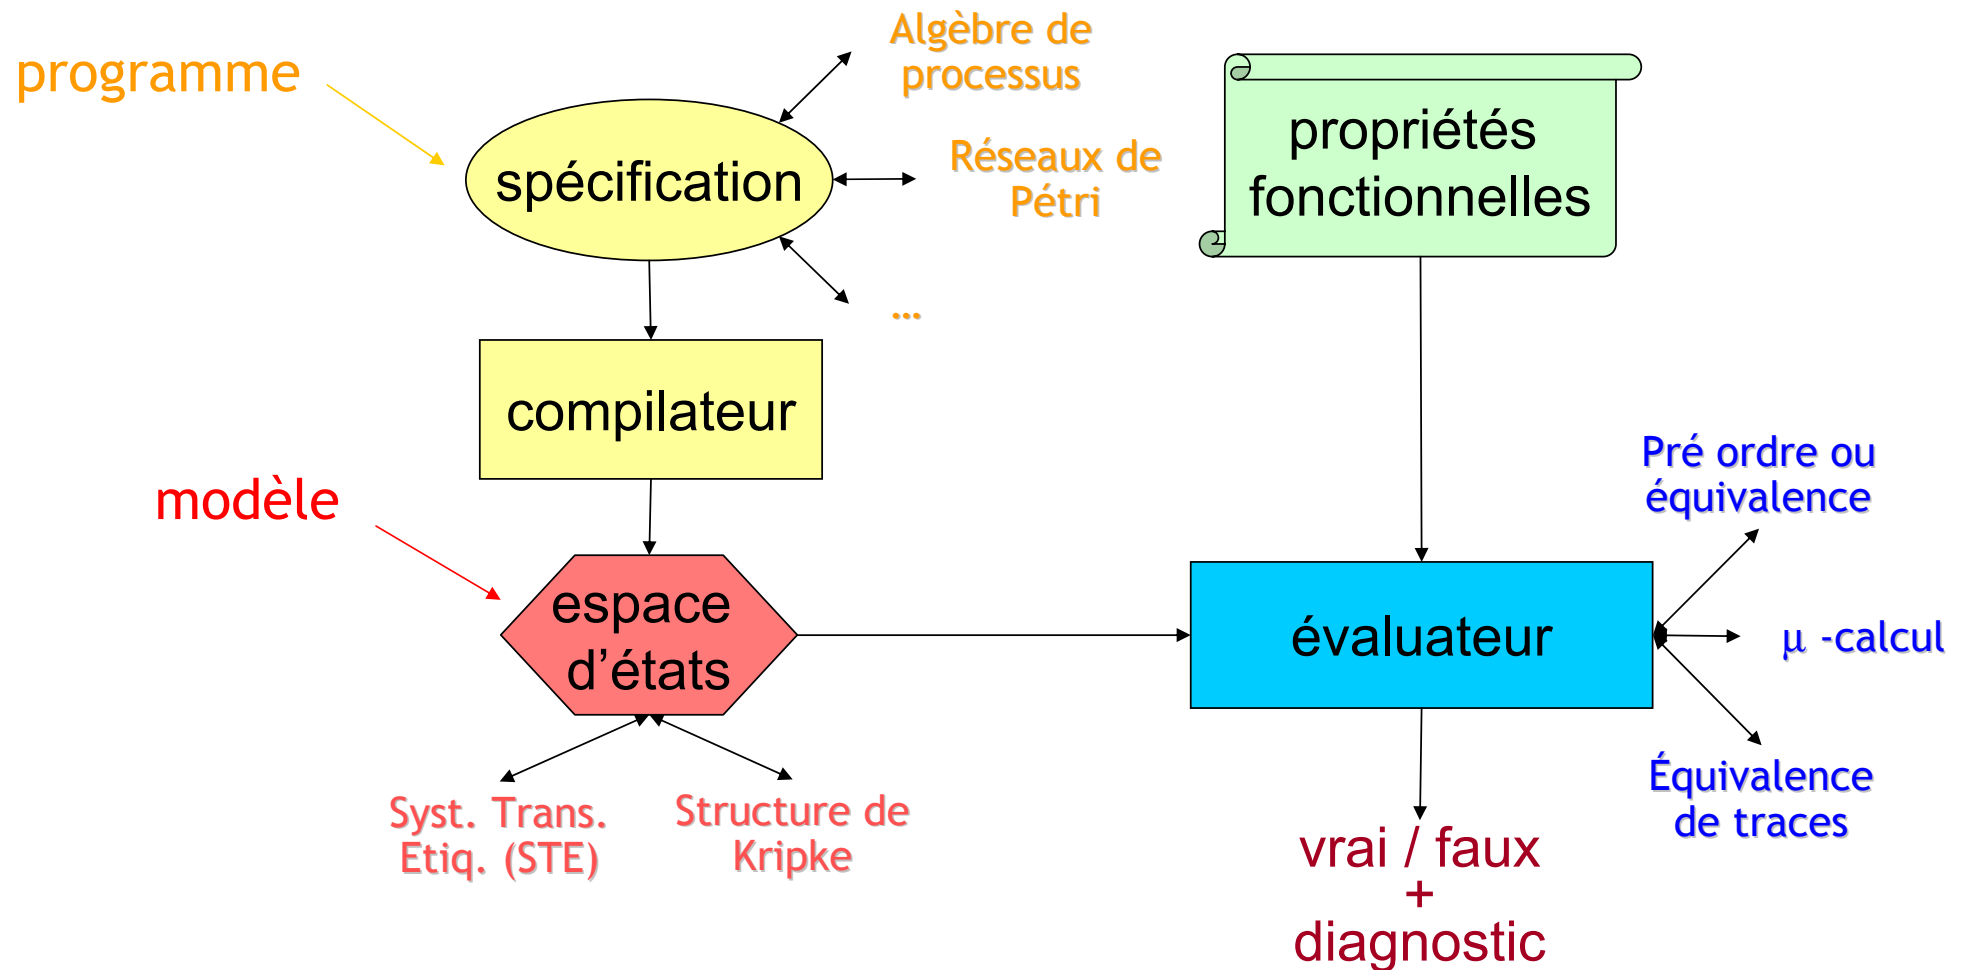 Algèbre de
processus
programme
propriétés
fonctionnelles
spécification
Réseaux de
Pétri
...
compilateur
Pré ordre ou
équivalence
modèle
espace
d’états
évaluateur
μ -calcul
Syst. Trans.
Etiq. (STE)
Structure de
Kripke
Équivalence
de traces
vrai / faux
+
diagnostic